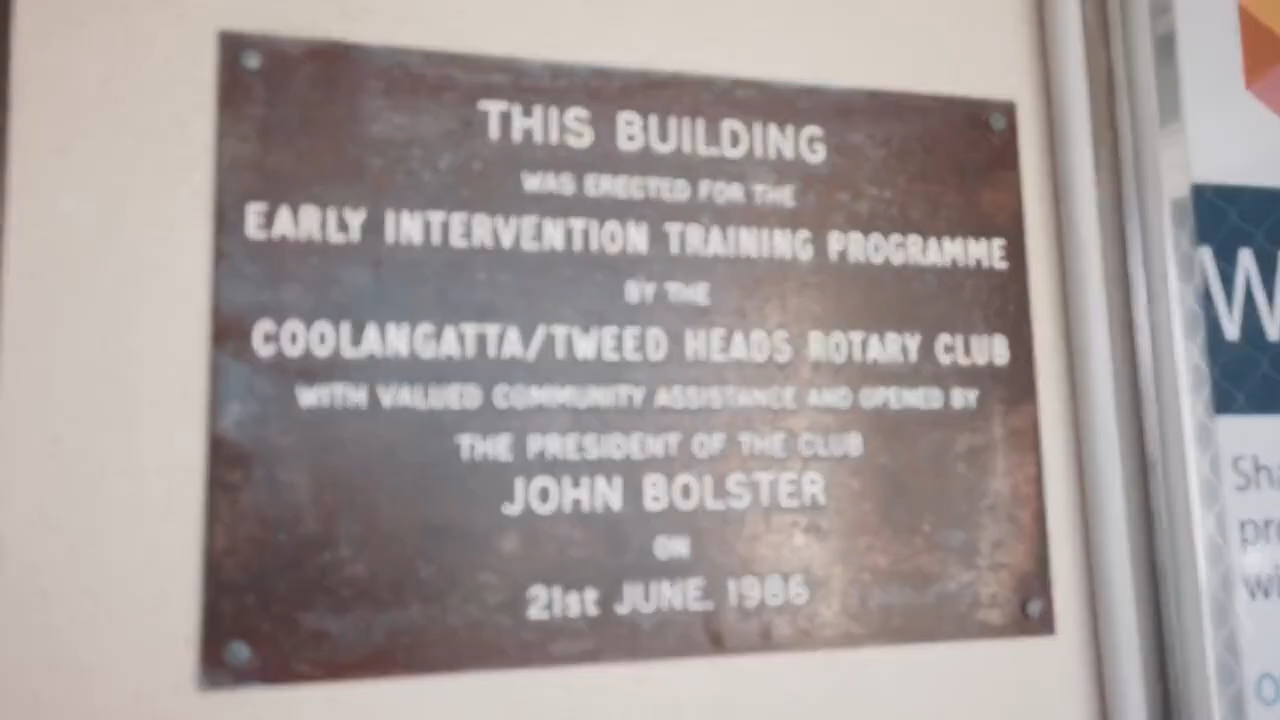 THIS BUILDING
WAS ERECTED FOR THE
EARLY INTERVENTION TRAINING PROGRAMME
BY THE
COOLANGATTA/TWEED HEADS ROTARY CLUB
WITH VALUED COMMUNITY ASSISTANCE AND OPENED BY
THE PRESIDENT OF THE CLUB
JOHN BOLSTER
ON
21st JUNE. 1986
W